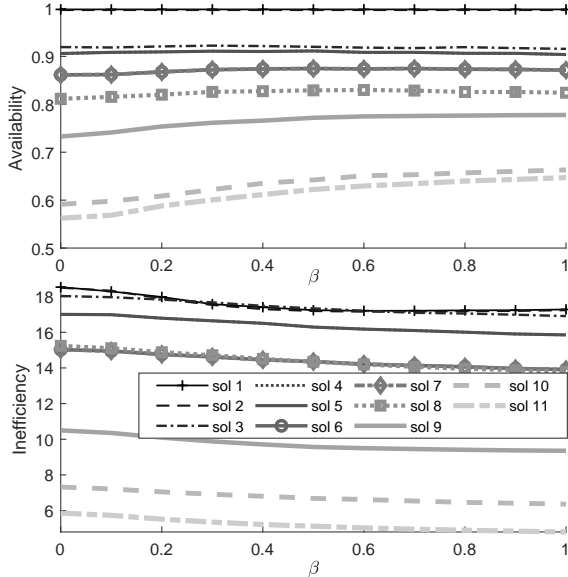 1
0.9
0.8
0.7
0.6
0.5
Availability
0 0.2 0.4 0.6 0.8 1
β
18
16
14
12
10
8
6
Inefficiency
sol 1 sol 4 sol 7 sol 10
sol 2 sol 5 sol 8 sol 11
sol 3 sol 6 sol 9
0 0.2 0.4 0.6 0.8 1
β